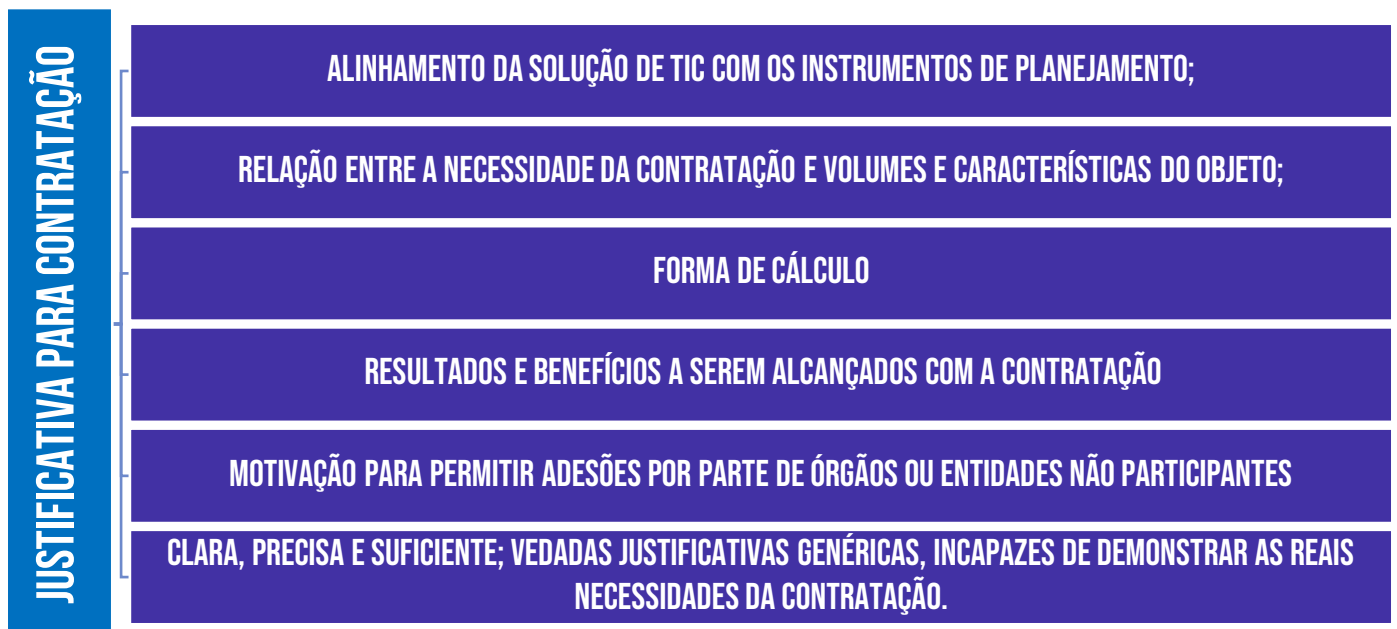 JUSTIFICATIVA PARA CONTRATAÇÃO
ALINHAMENTO DA SOLUÇÃO DE TIC COM OS INSTRUMENTOS DE PLANEJAMENTO;
RELAÇÃO ENTRE A NECESSIDADE DA CONTRATAÇÃO E VOLUMES E CARACTERÍSTICAS DO OBJETO;
FORMA DE CÁLCULO
RESULTADOS E BENEFÍCIOS A SEREM ALCANÇADOS COM A CONTRATAÇÃO
MOTIVAÇÃO PARA PERMITIR ADESÕES POR PARTE DE ÓRGÃOS OU ENTIDADES NÃO PARTICIPANTES
CLARA, PRECISA E SUFICIENTE; VEDADAS JUSTIFICATIVAS GENÉRICAS, INCAPAZES DE DEMONSTRAR AS REAIS
NECESSIDADES DA CONTRATAÇÃO.